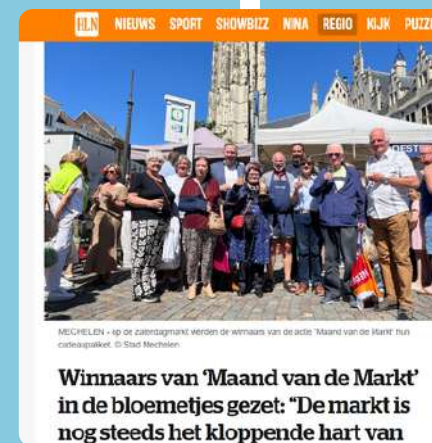 HLN NIEUWS SPORT SHOWBIZZ NINA REGIO KIJK PUZZE
MECHELEN - op de zaterdagmarkt werden de winnaars van de actie 'Maand van de Markt' hun
cadeaupakket. © Stad Mechelen
Winnaars van ‘Maand van de Markt’
in de bloemetjes gezet: “De markt is
nog steeds het kloppende hart van